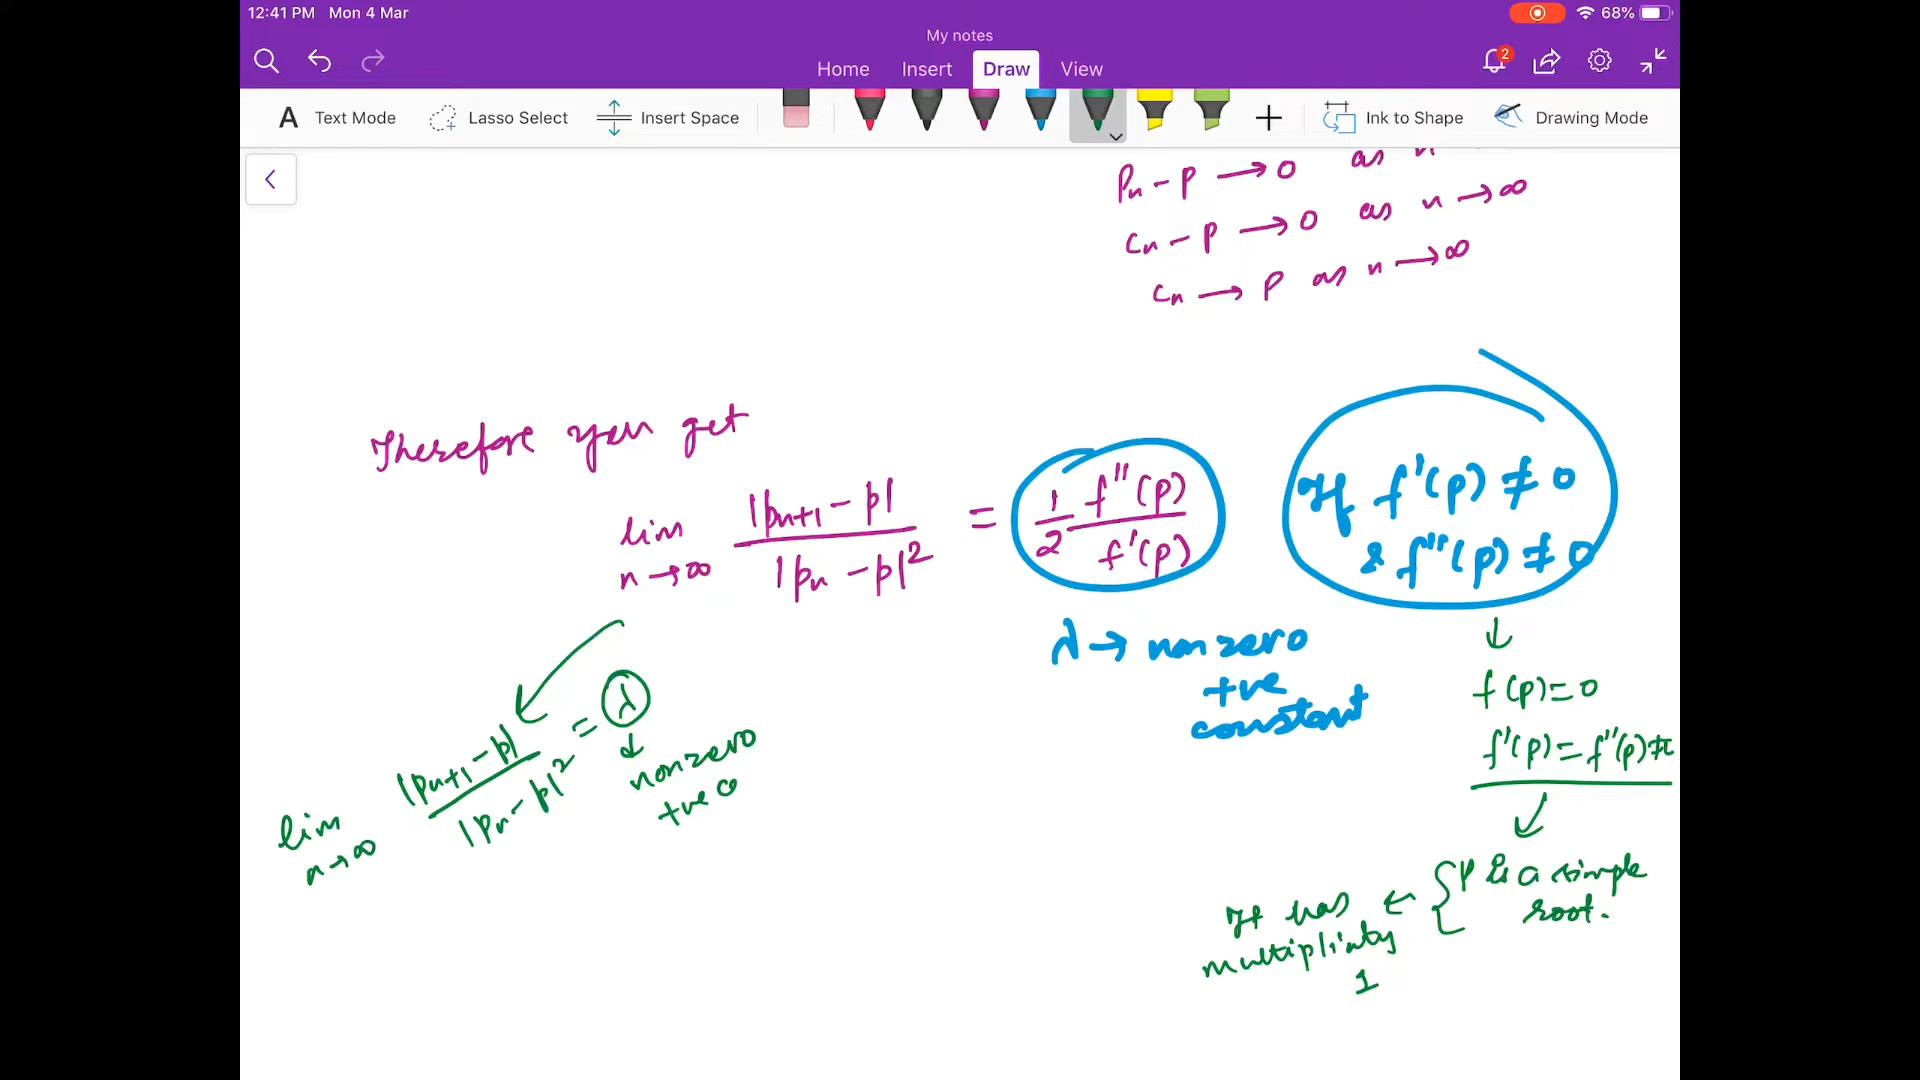 12:41 PM Mon 4 Mar
68%
My notes
Home Insert Draw View
2
A Text Mode Lasso Select Insert Space + Ink to Shape Drawing Mode
Pn - p → 0 as n
Cn - p → 0 as n → ∞
Cn → p as n → ∞
Therefore you get
lim n→∞ |pn+1 - p| / |pn - p|² = 1/2 f''(p) / f'(p)
If f'(p) ≠ 0
& f''(p) ≠ 0
λ → nonzero
+ve
constant
↓
f(p) = 0
f'(p) = f''(p) ≠
lim n→∞ |pn+1 - p| / |pn - p|² = λ
↓
nonzero
+ve
p is a simple
root.
It has ←
multiplicity
1